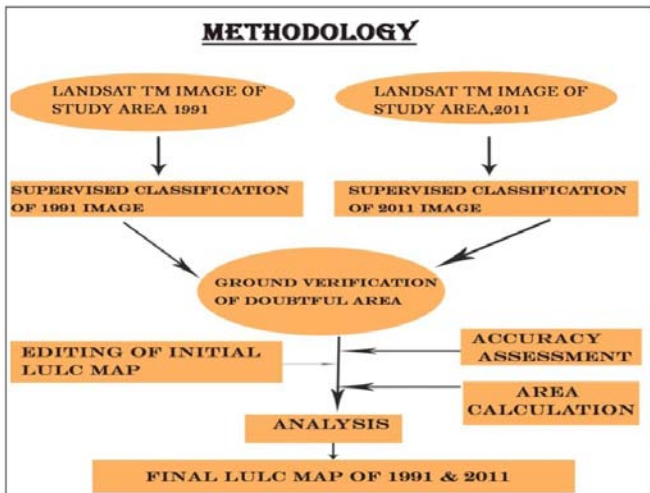 METHODOLOGY
LANDSAT TM IMAGE OF
STUDY AREA 1991
LANDSAT TM IMAGE OF
STUDY AREA,2011
SUPERVISED CLASSIFICATION
OF 1991 IMAGE
SUPERVISED CLASSIFICATION
OF 2011 IMAGE
GROUND VERIFICATION
OF DOUBTFUL AREA
EDITING OF INITIAL
LULC MAP
ACCURACY
ASSESSMENT
AREA
CALCULATION
ANALYSIS
FINAL LULC MAP OF 1991 & 2011